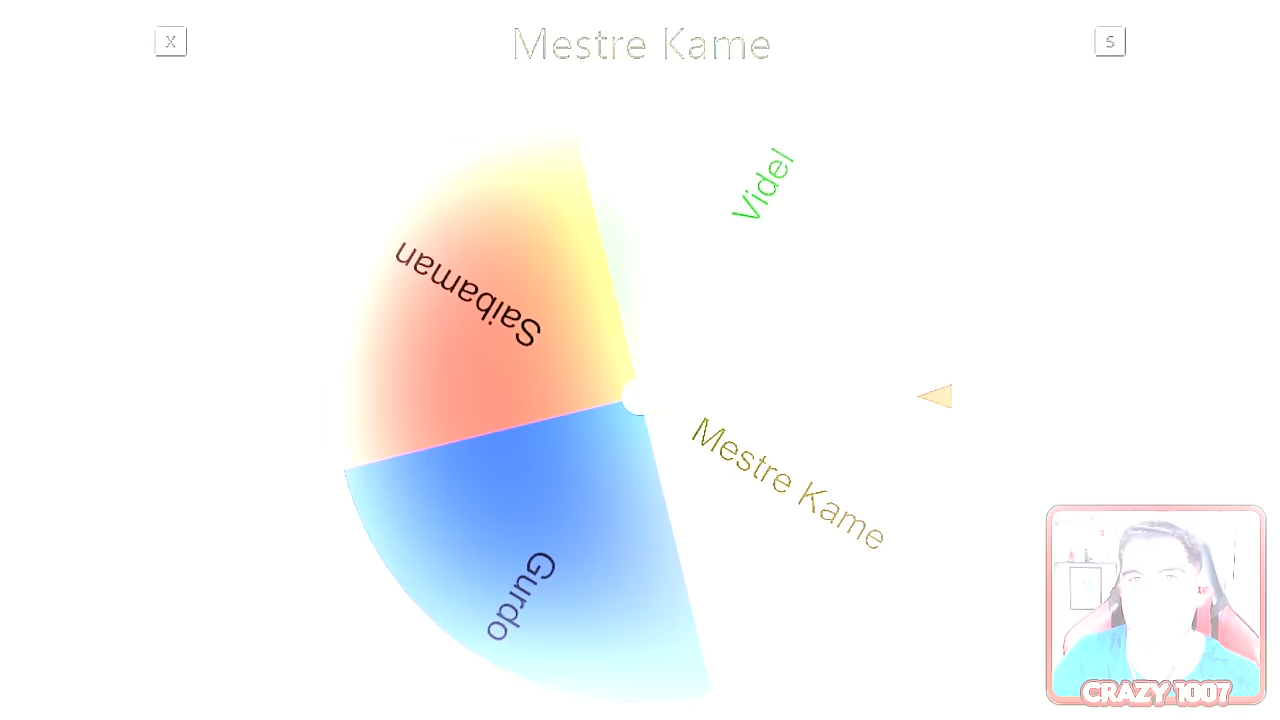 X
Mestre Kame
S
Videl
Saibaman
Mestre Kame
Gurdo
CRAZY 1007